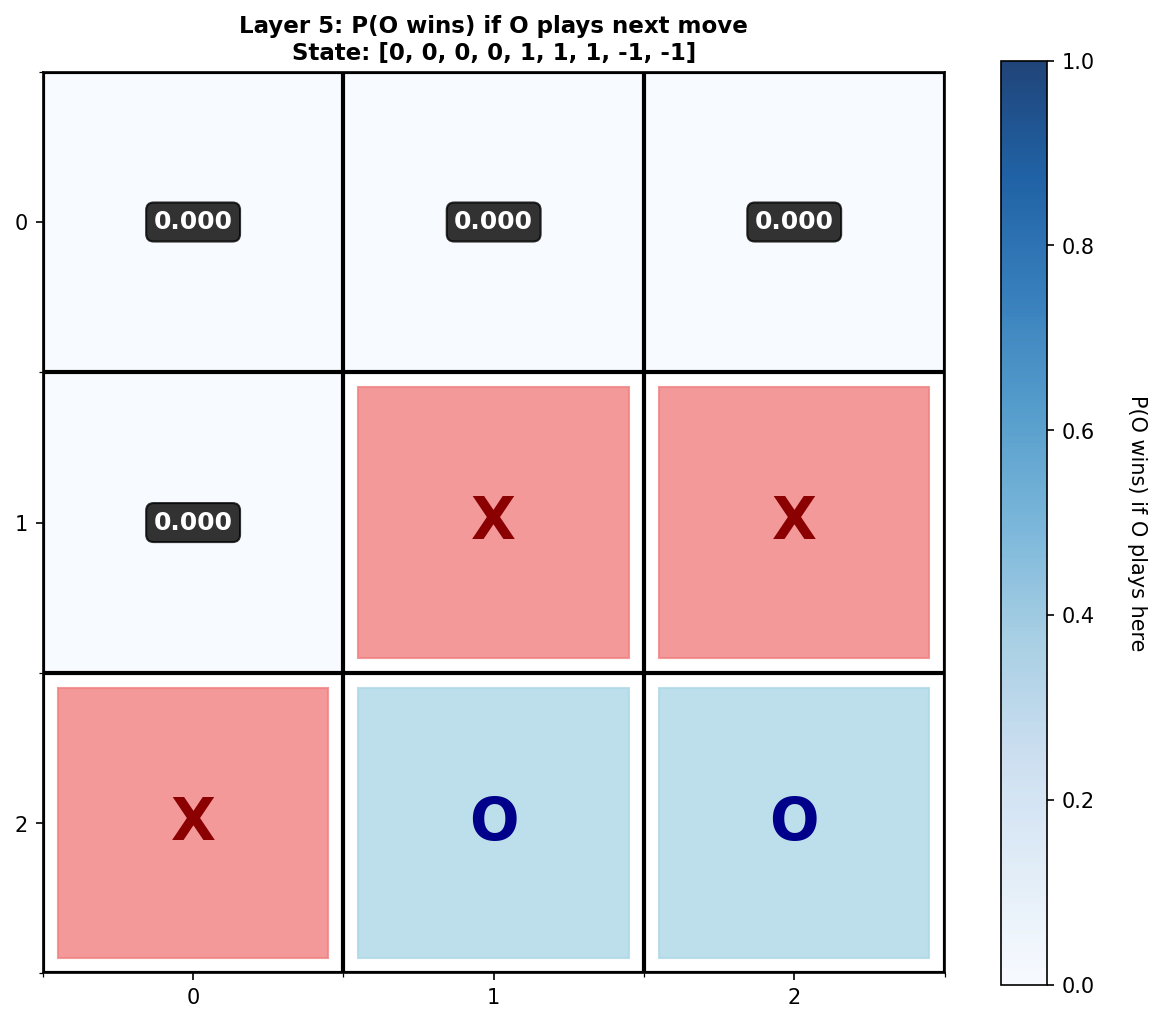 Layer 5: P(O wins) if O plays next move
State: [0, 0, 0, 0, 1, 1, 1, -1, -1]
0
0.000
0.000
0.000
1
0.000
X
X
2
X
O
O
0
1
2
1.0
0.8
0.6
0.4
0.2
0.0
P(O wins) if O plays here